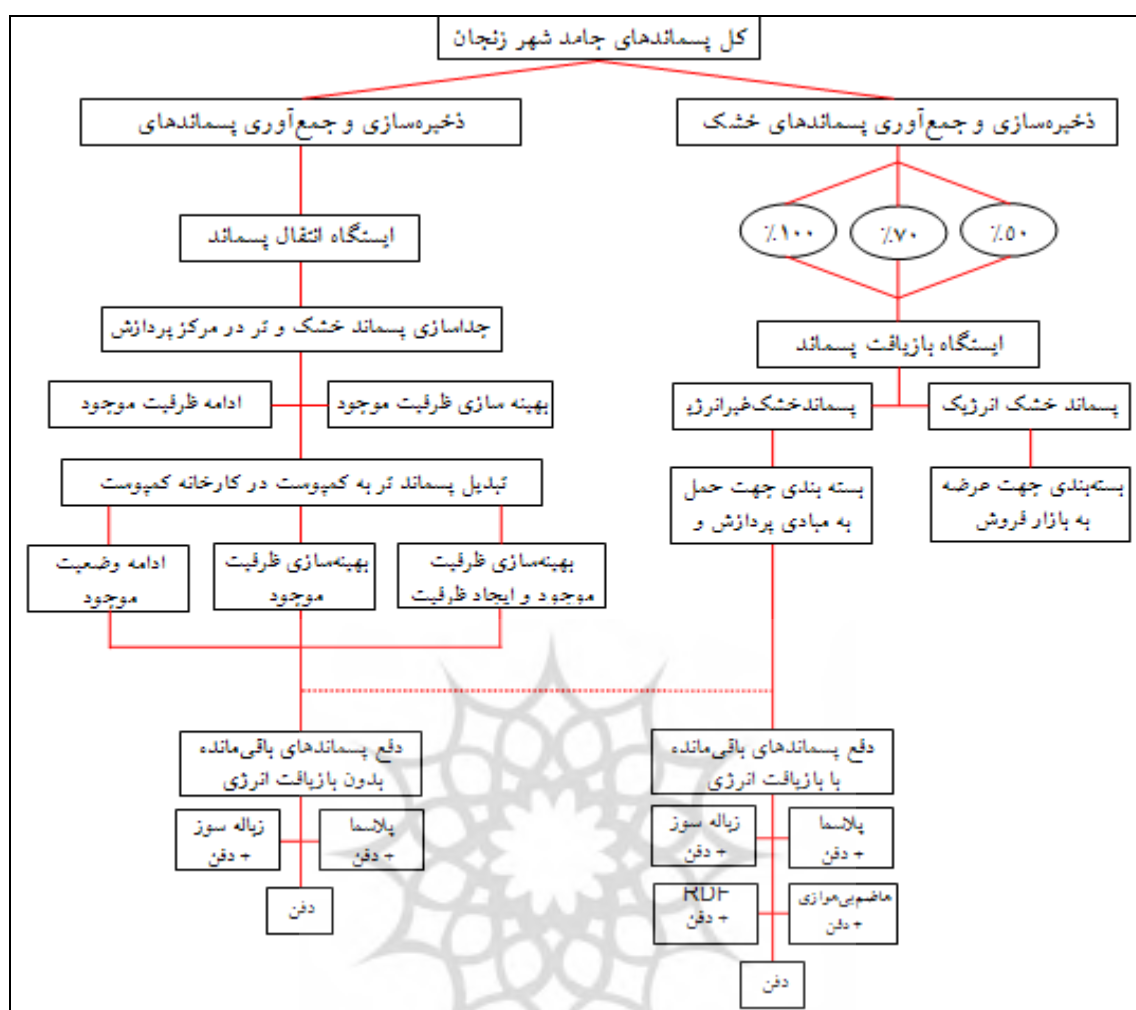 کل پسماندهای جامد شهر زنجان
ذخیره‌سازی و جمع‌آوری پسماندهای خشک
ذخیره‌سازی و جمع‌آوری پسماندهای
٪۵۰
٪۷۰
٪۱۰۰
ایستگاه انتقال پسماند
جداسازی پسماند خشک و تر در مرکز پردازش
ایستگاه بازیافت پسماند
بهینه سازی ظرفیت موجود
ادامه ظرفیت موجود
پسماند خشک انرژیک
پسماندخشک‌غیرانرژی
تبدیل پسماند تر به کمپوست در کارخانه کمپوست
بسته‌بندی جهت عرضه
به بازار فروش
بسته بندی جهت حمل
به مبادی پردازش و
بهینه‌سازی ظرفیت
موجود و ایجاد ظرفیت
بهینه‌سازی ظرفیت
موجود
ادامه وضعیت
موجود
دفع پسماندهای باقی‌مانده
با بازیافت انرژی
دفع پسماندهای باقی‌مانده
بدون بازیافت انرژی
پلاسما
+ دفن
زباله سوز
+ دفن
هاضم‌بی‌هوازی
+ دفن
RDF
+ دفن
دفن
پلاسما
+ دفن
زباله سوز
+ دفن
دفن